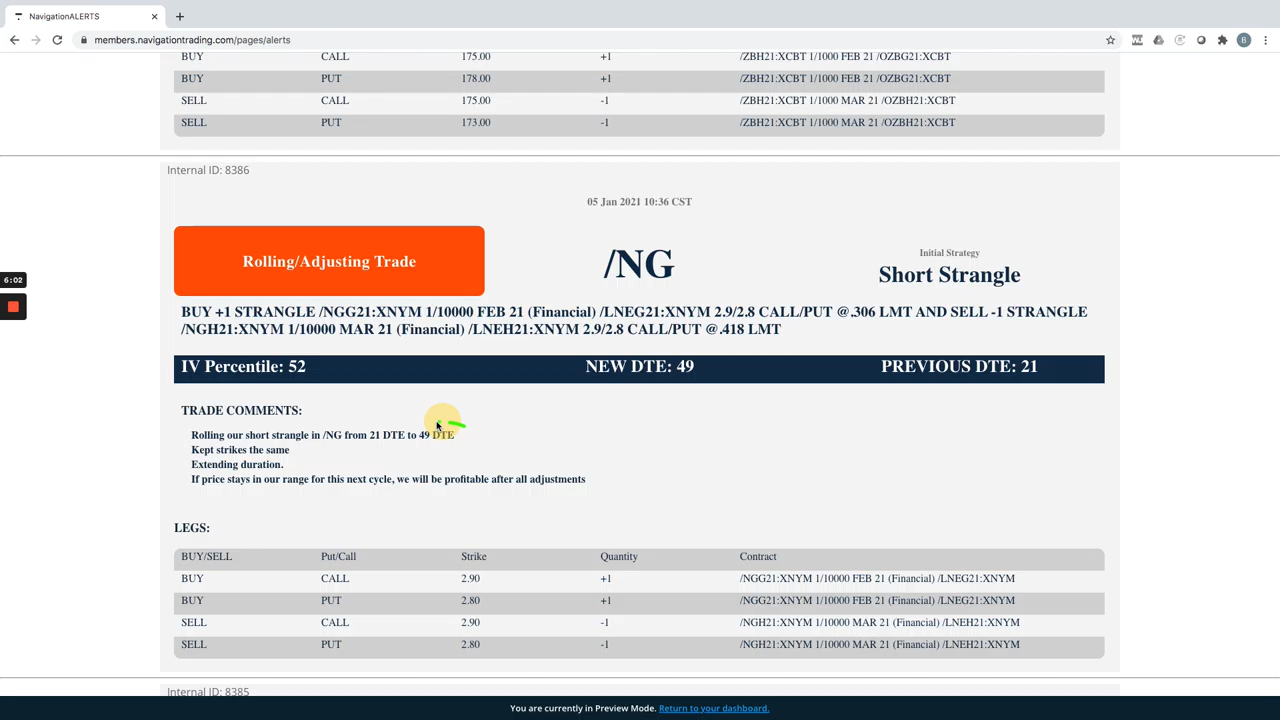 NavigationALERTS
members.navigationtrading.com/pages/alerts
B
BUY CALL 175.00 +1 /ZBH21:XCBT 1/1000 FEB 21 /OZBG21:XCBT
BUY PUT 178.00 +1 /ZBH21:XCBT 1/1000 FEB 21 /OZBG21:XCBT
SELL CALL 175.00 -1 /ZBH21:XCBT 1/1000 MAR 21 /OZBH21:XCBT
SELL PUT 173.00 -1 /ZBH21:XCBT 1/1000 MAR 21 /OZBH21:XCBT
Internal ID: 8386
05 Jan 2021 10:36 CST
Rolling/Adjusting Trade
/NG
Initial Strategy
Short Strangle
BUY +1 STRANGLE /NGG21:XNYM 1/10000 FEB 21 (Financial) /LNEG21:XNYM 2.9/2.8 CALL/PUT @.306 LMT AND SELL -1 STRANGLE
/NGH21:XNYM 1/10000 MAR 21 (Financial) /LNEH21:XNYM 2.9/2.8 CALL/PUT @.418 LMT
IV Percentile: 52 NEW DTE: 49 PREVIOUS DTE: 21
6:02
TRADE COMMENTS:
Rolling our short strangle in /NG from 21 DTE to 49 DTE
Kept strikes the same
Extending duration.
If price stays in our range for this next cycle, we will be profitable after all adjustments
LEGS:
BUY/SELL Put/Call Strike Quantity Contract
BUY CALL 2.90 +1 /NGG21:XNYM 1/10000 FEB 21 (Financial) /LNEG21:XNYM
BUY PUT 2.80 +1 /NGG21:XNYM 1/10000 FEB 21 (Financial) /LNEG21:XNYM
SELL CALL 2.90 -1 /NGH21:XNYM 1/10000 MAR 21 (Financial) /LNEH21:XNYM
SELL PUT 2.80 -1 /NGH21:XNYM 1/10000 MAR 21 (Financial) /LNEH21:XNYM
Internal ID: 8385
You are currently in Preview Mode. Return to your dashboard.